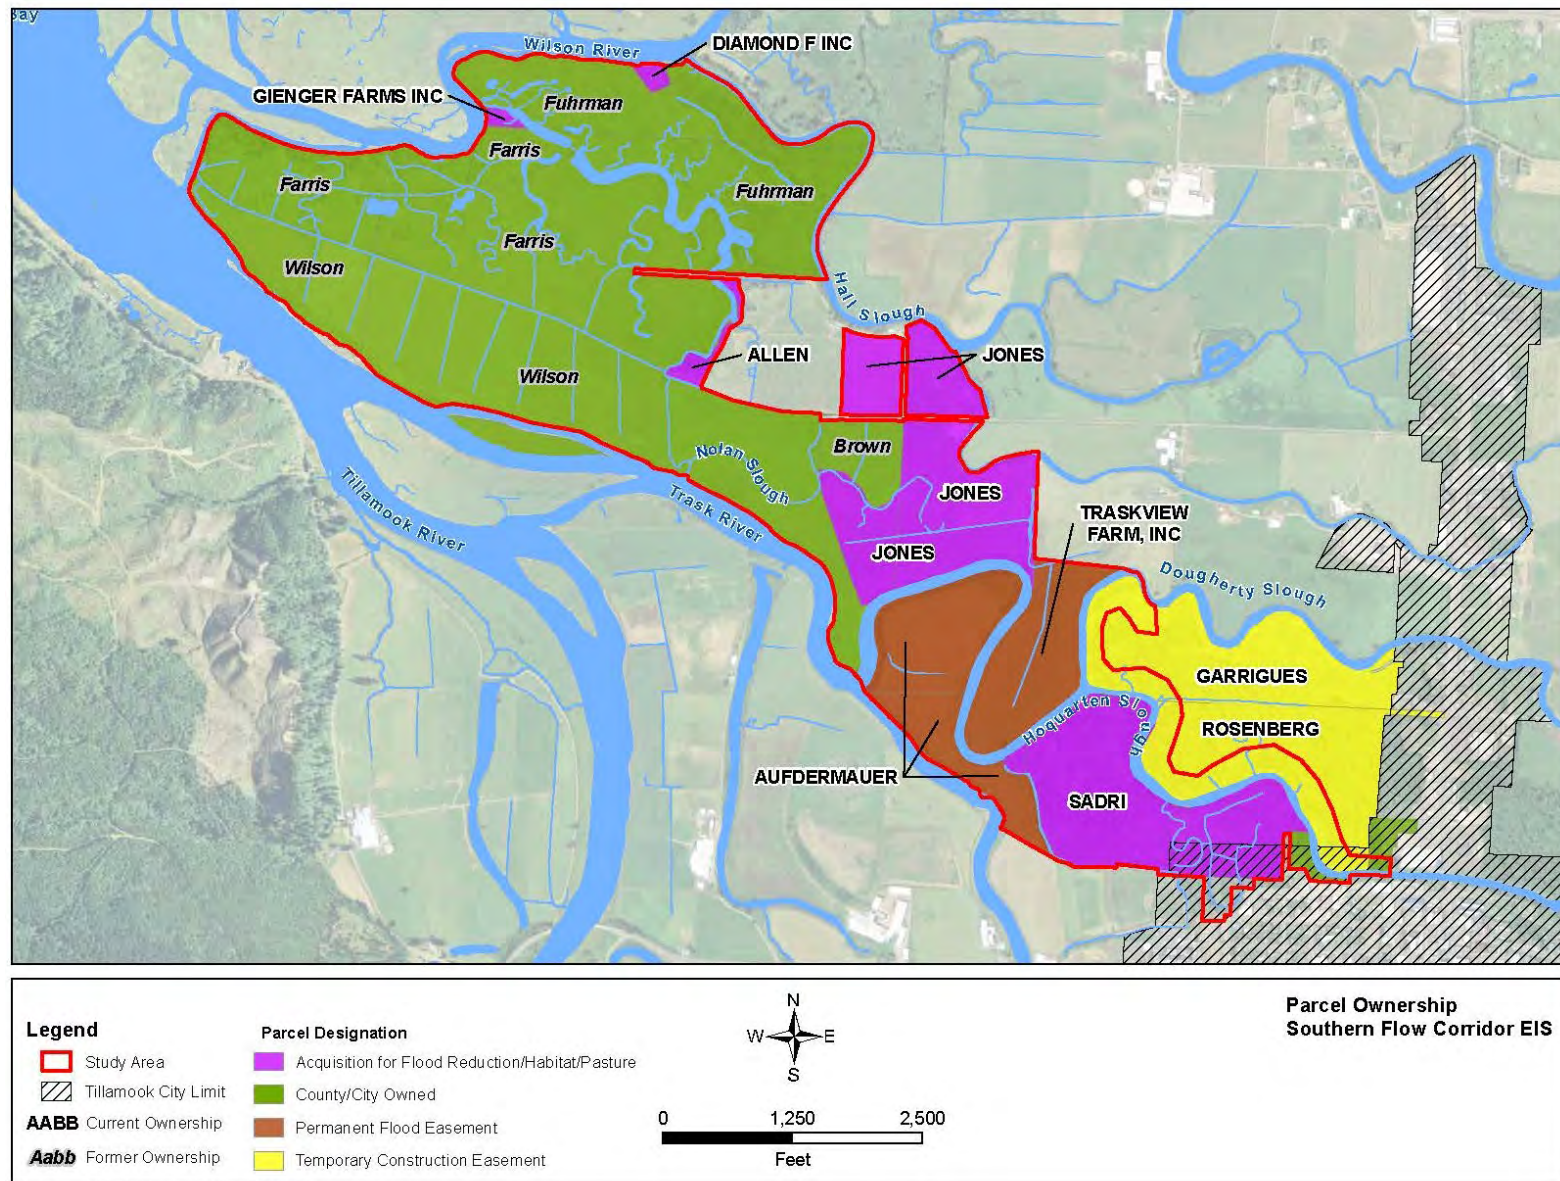 Bay
Wilson River
DIAMOND F INC
GIENGER FARMS INC
Fuhrman
Farris
Farris
Fuhrman
Farris
Wilson
Hall Slough
ALLEN
JONES
Wilson
Brown
Nolan Slough
JONES
Tillamook River
Trask River
TRASKVIEW
FARM, INC
JONES
Dougherty Slough
GARRIGUES
Hoquarten Slough
ROSENBERG
AUFDERMAUER
SADRI
Legend
Study Area
Tillamook City Limit
AABB Current Ownership
Aabb Former Ownership
Parcel Designation
Acquisition for Flood Reduction/Habitat/Pasture
County/City Owned
Permanent Flood Easement
Temporary Construction Easement
N
W E
S
0 1,250 2,500
Feet
Parcel Ownership
Southern Flow Corridor EIS